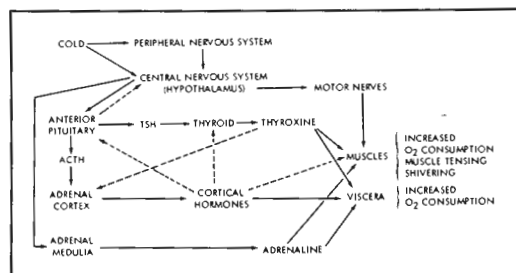 COLD PERIPHERAL NERVOUS SYSTEM
CENTRAL NERVOUS SYSTEM
(HYPOTHALAMUS) MOTOR NERVES
ANTERIOR
PITUITARY TSH THYROID THYROXINE
ACTH
MUSCLES
INCREASED
O2 CONSUMPTION
MUSCLE TENSING
SHIVERING
ADRENAL
CORTEX
CORTICAL
HORMONES
VISCERA
INCREASED
O2 CONSUMPTION
ADRENAL
MEDULIA
ADRENALINE